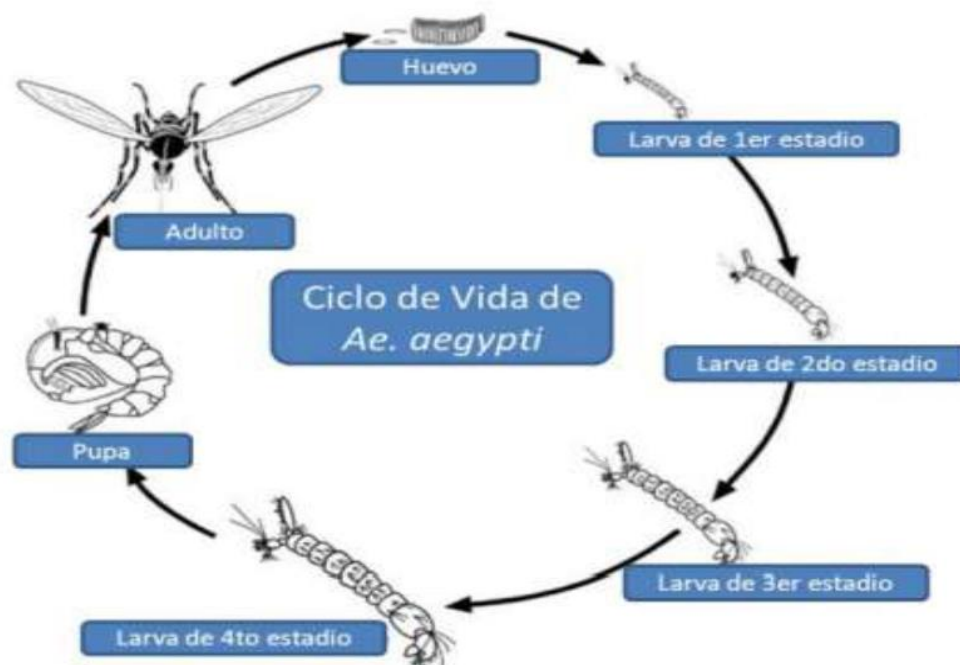 Huevo
Larva de 1er estadio
Adulto
Ciclo de Vida de
Ae. aegypti
Larva de 2do estadio
Pupa
Larva de 3er estadio
Larva de 4to estadio